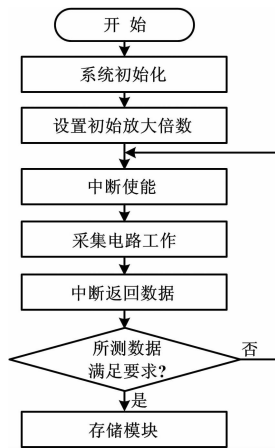 开 始
系统初始化
设置初始放大倍数
中断使能
采集电路工作
中断返回数据
所测数据
满足要求?
否
是
存储模块